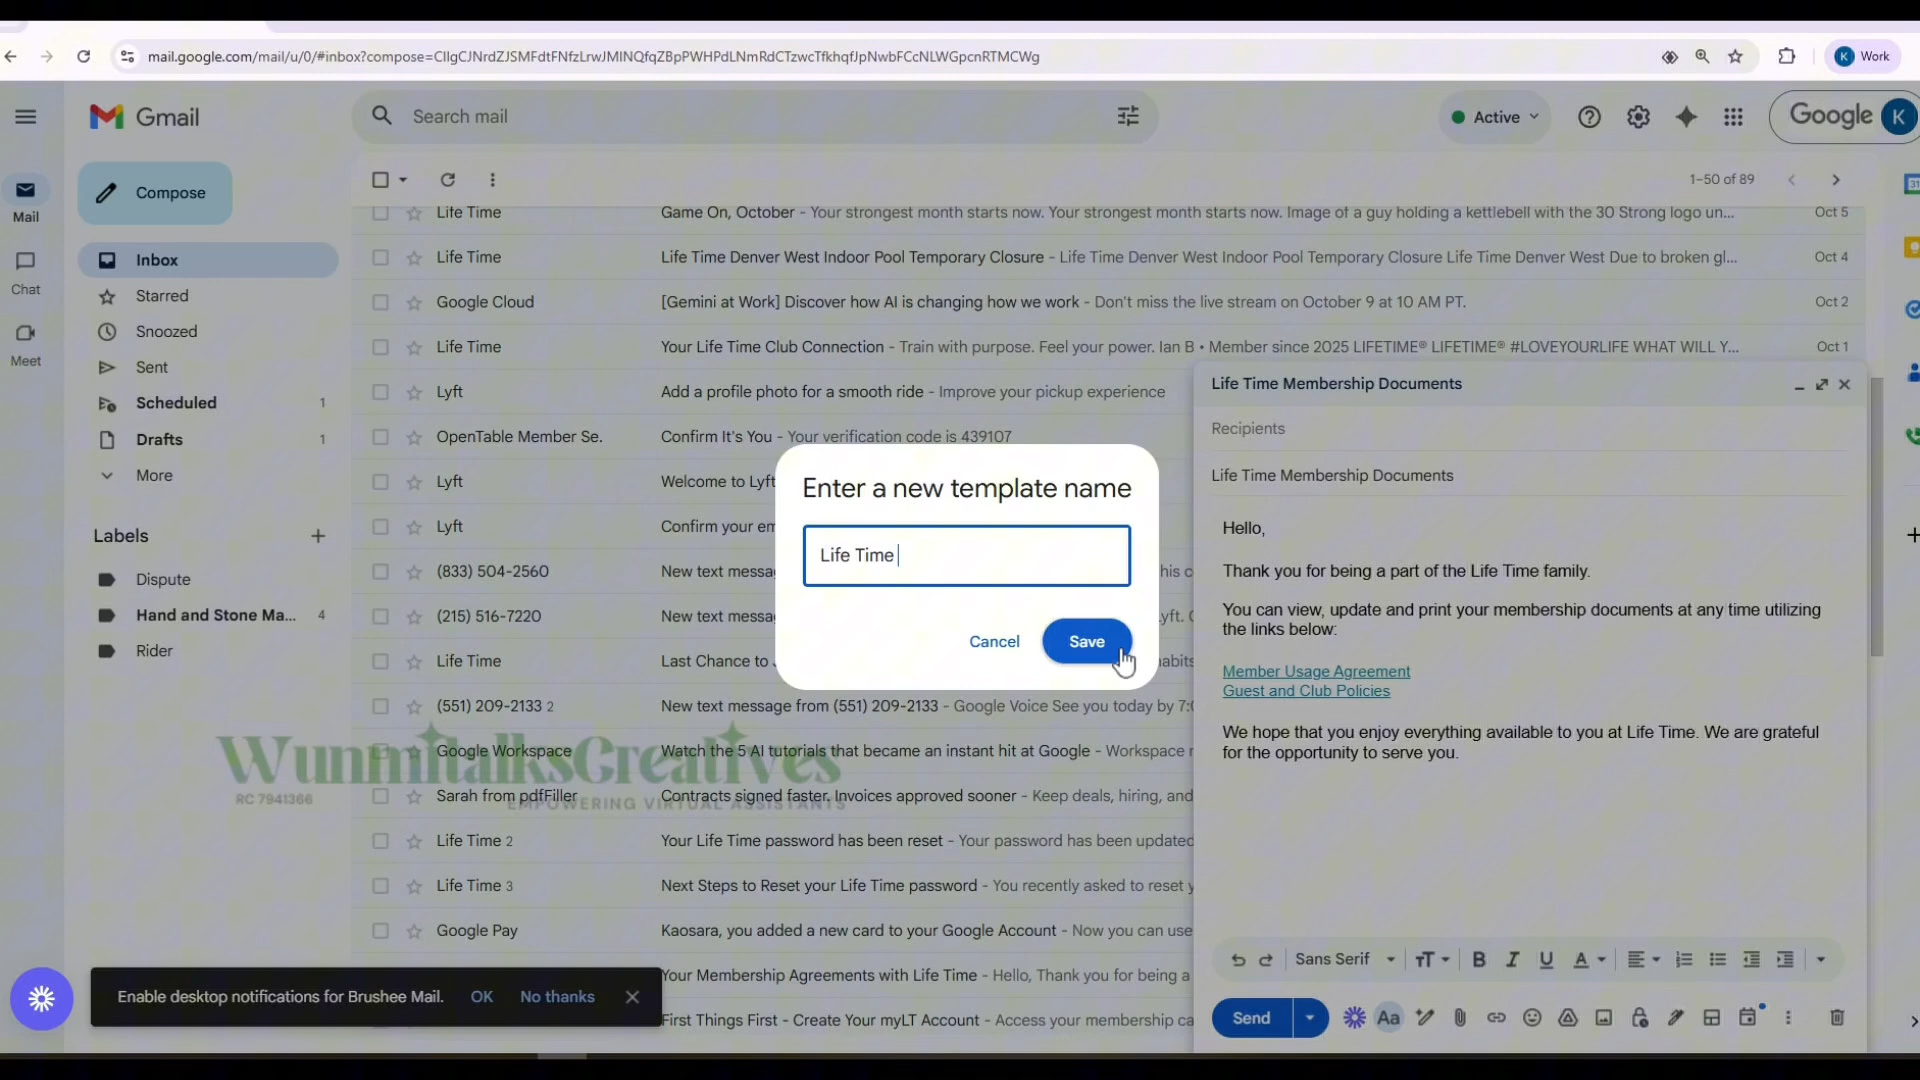 mail.google.com/mail/u/0/#inbox?compose=CllgCJNrdZJSMFdtFNfzLrwJMlNQfqZBpPWHPdLNmRdCTzwcTfkhqfJpNwbFCcNLWGpcnRTMCWg
K Work
Gmail
Search mail
Active
Google K
Mail
Chat
Meet
Compose
Inbox
Starred
Snoozed
Sent
Scheduled 1
Drafts 1
More
Labels
Dispute
Hand and Stone Ma... 4
Rider
1–50 of 89
Life Time Game On, October - Your strongest month starts now. Your strongest month starts now. Image of a guy holding a kettlebell with the 30 Strong logo un... Oct 5
Life Time Life Time Denver West Indoor Pool Temporary Closure - Life Time Denver West Indoor Pool Temporary Closure Life Time Denver West Due to broken gl... Oct 4
Google Cloud [Gemini at Work] Discover how AI is changing how we work - Don't miss the live stream on October 9 at 10 AM PT. Oct 2
Life Time Your Life Time Club Connection - Train with purpose. Feel your power. Ian B • Member since 2025 LIFETIME® LIFETIME® #LOVEYOURLIFE WHAT WILL Y... Oct 1
Lyft Add a profile photo for a smooth ride - Improve your pickup experience
OpenTable Member Se. Confirm It's You - Your verification code is 439107
Lyft Welcome to Lyft
Lyft Confirm your em
(833) 504-2560 New text messa his c
(215) 516-7220 New text messa yft.
Life Time Last Chance to abits
(551) 209-2133 2 New text message from (551) 209-2133 - Google Voice See you today by 7:
Google Workspace Watch the 5 AI tutorials that became an instant hit at Google - Workspace
Sarah from pdfFiller Contracts signed faster. Invoices approved sooner - Keep deals, hiring, and
Life Time 2 Your Life Time password has been reset - Your password has been updated
Life Time 3 Next Steps to Reset your Life Time password - You recently asked to reset
Google Pay Kaosara, you added a new card to your Google Account - Now you can use
Your Membership Agreements with Life Time - Hello, Thank you for being a
First Things First - Create Your myLT Account - Access your membership ca
WunmitalksCreatives
RC 7941366
EMPOWERING VIRTUAL ASSISTANTS
Enter a new template name
Life Time
Cancel
Save
Life Time Membership Documents
Recipients
Life Time Membership Documents
Hello,
Thank you for being a part of the Life Time family.
You can view, update and print your membership documents at any time utilizing
the links below:
Member Usage Agreement
Guest and Club Policies
We hope that you enjoy everything available to you at Life Time. We are grateful
for the opportunity to serve you.
Sans Serif
Send
Enable desktop notifications for Brushee Mail. OK No thanks